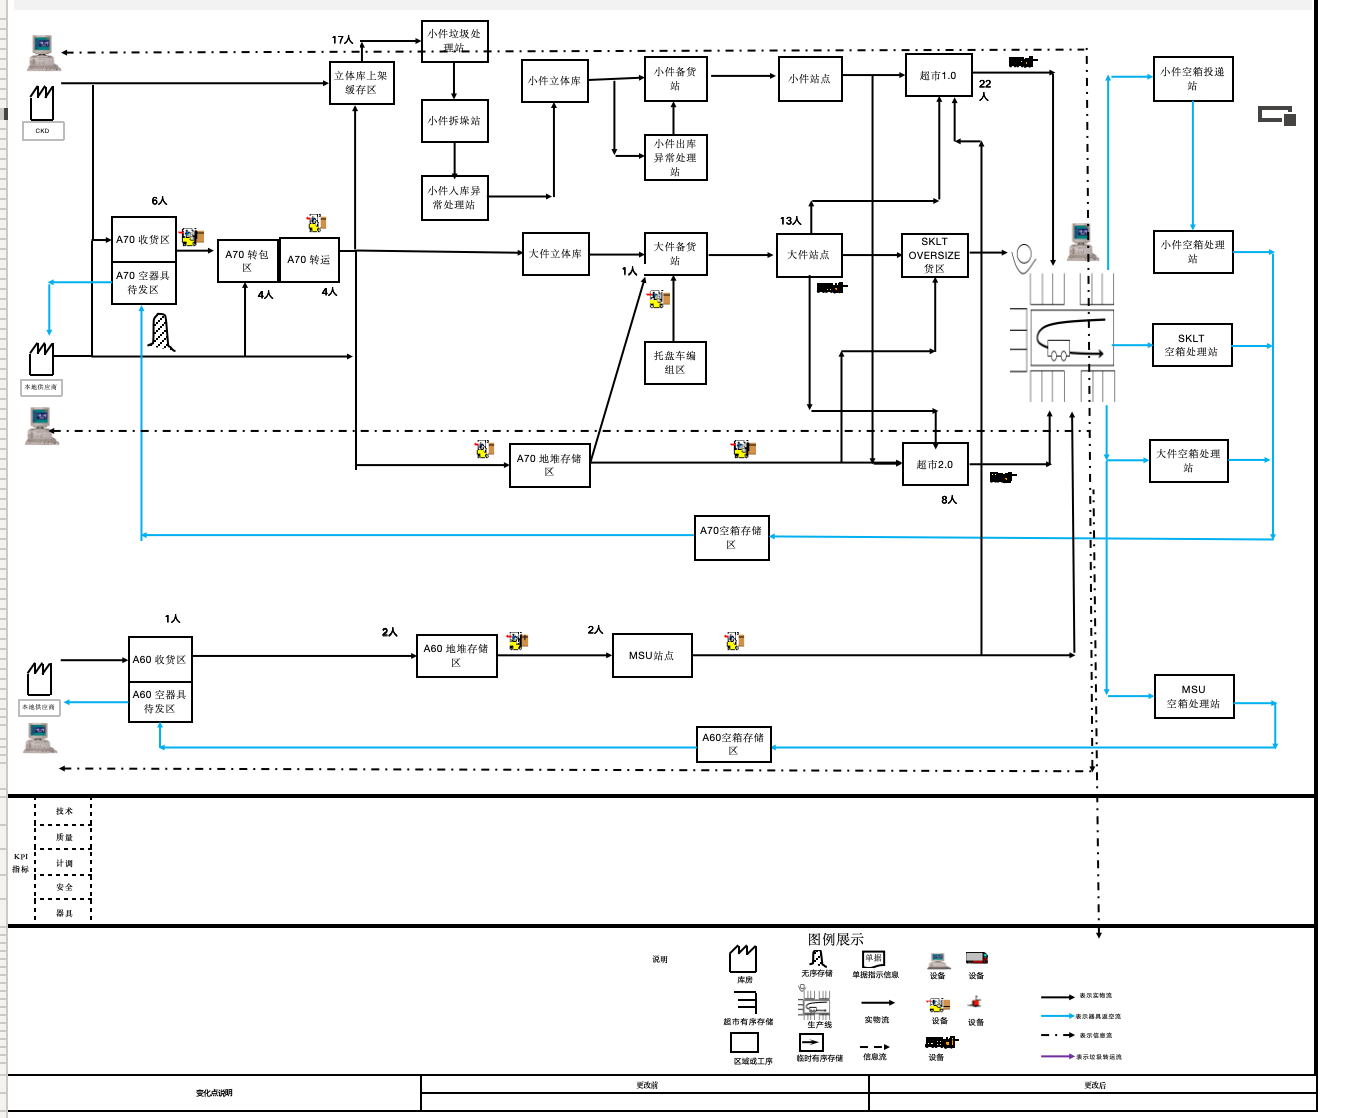 17人
小件垃圾处
理站
立体库上架
缓存区
小件立体库
小件备货
站
小件站点
超市1.0
22
人
小件空箱投递
站
CKD
小件拆垛站
小件出库
异常处理
站
小件入库异
常处理站
6人
A70 收货区
A70 空器具
待发区
A70 转包
区
A70 转运
4人
4人
大件立体库
大件备货
站
1人
13人
大件站点
SKLT
OVERSIZE
货区
小件空箱处理
站
SKLT
空箱处理站
托盘车编
组区
本地供应商
A70 地堆存储
区
超市2.0
8人
大件空箱处理
站
A70空箱存储
区
1人
A60 收货区
A60 空器具
待发区
2人
A60 地堆存储
区
2人
MSU站点
MSU
空箱处理站
本地供应商
A60空箱存储
区
KPI
指标
技术
质量
计调
安全
器具
说明
图例展示
库房
无序存储
单据
单据指示信息
设备
设备
超市有序存储
生产线
实物流
设备
设备
区域或工序
临时有序存储
信息流
设备
表示实物流
表示器具返空流
表示信息流
表示垃圾转运流
变化点说明
更改前
更改后